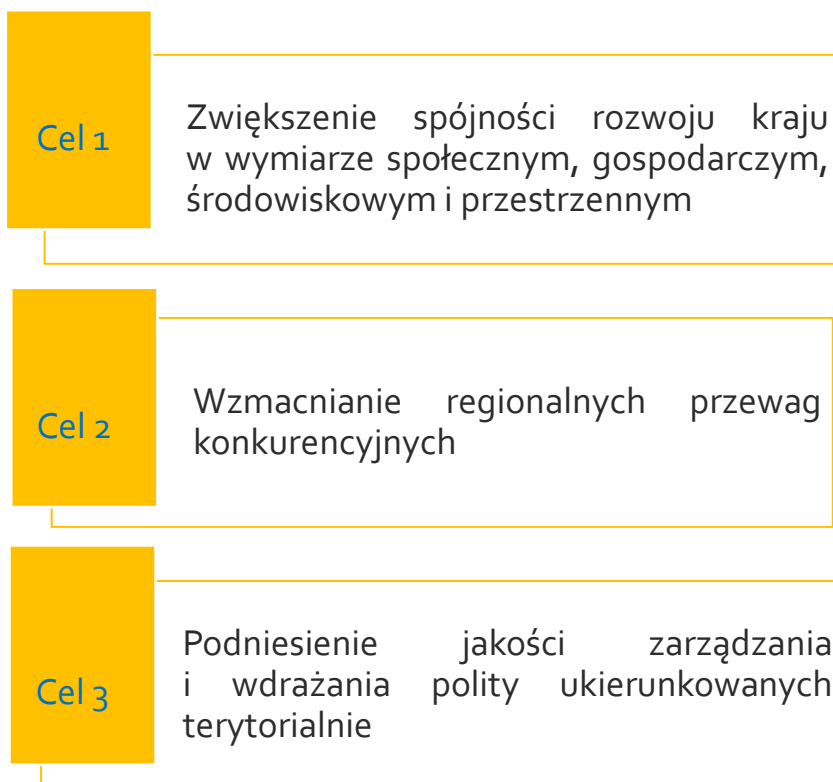 Cel 1
Zwiększenie spójności rozwoju kraju
w wymiarze społecznym, gospodarczym,
środowiskowym i przestrzennym
Cel 2
Wzmacnianie regionalnych przewag
konkurencyjnych
Cel 3
Podniesienie jakości zarządzania
i wdrażania polity ukierunkowanych
terytorialnie